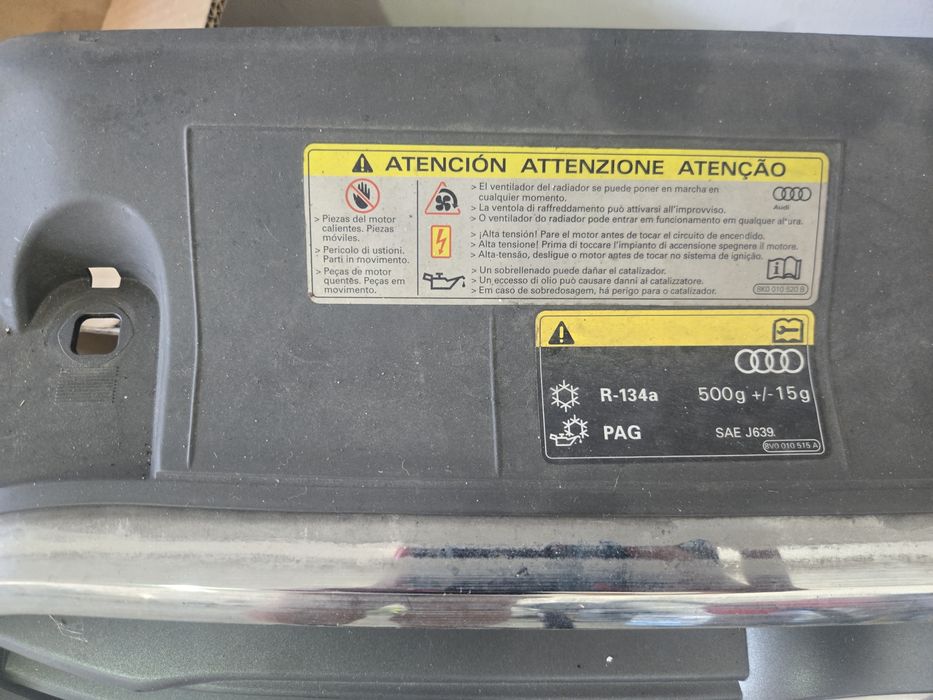 ATENCIÓN ATTENZIONE ATENÇÃO
> Piezas del motor
calientes. Piezas
móviles.
> Pericolo di ustioni.
Parti in movimento.
> Peças de motor
quentes. Peças em
movimento.
> El ventilador del radiador se puede poner en marcha en
cualquier momento.
> La ventola di raffreddamento può attivarsi all'improvviso.
> O ventilador do radiador pode entrar em funcionamento em qualquer altura.
> ¡Alta tensión! Pare el motor antes de tocar el circuito de encendido.
> Alta tensione! Prima di toccare l'impianto di accensione spegnere il motore.
> Alta-tensão, desligue o motor antes de tocar no sistema de ignição.
> Un sobrellenado puede dañar el catalizador.
> Un eccesso di olio può causare danni al catalizzatore.
> Em caso de sobredosagem, há perigo para o catalizador.
Audi
8K0 010 520 B
R-134a 500g +/-15g
PAG SAE J639
8V0 010 515 A